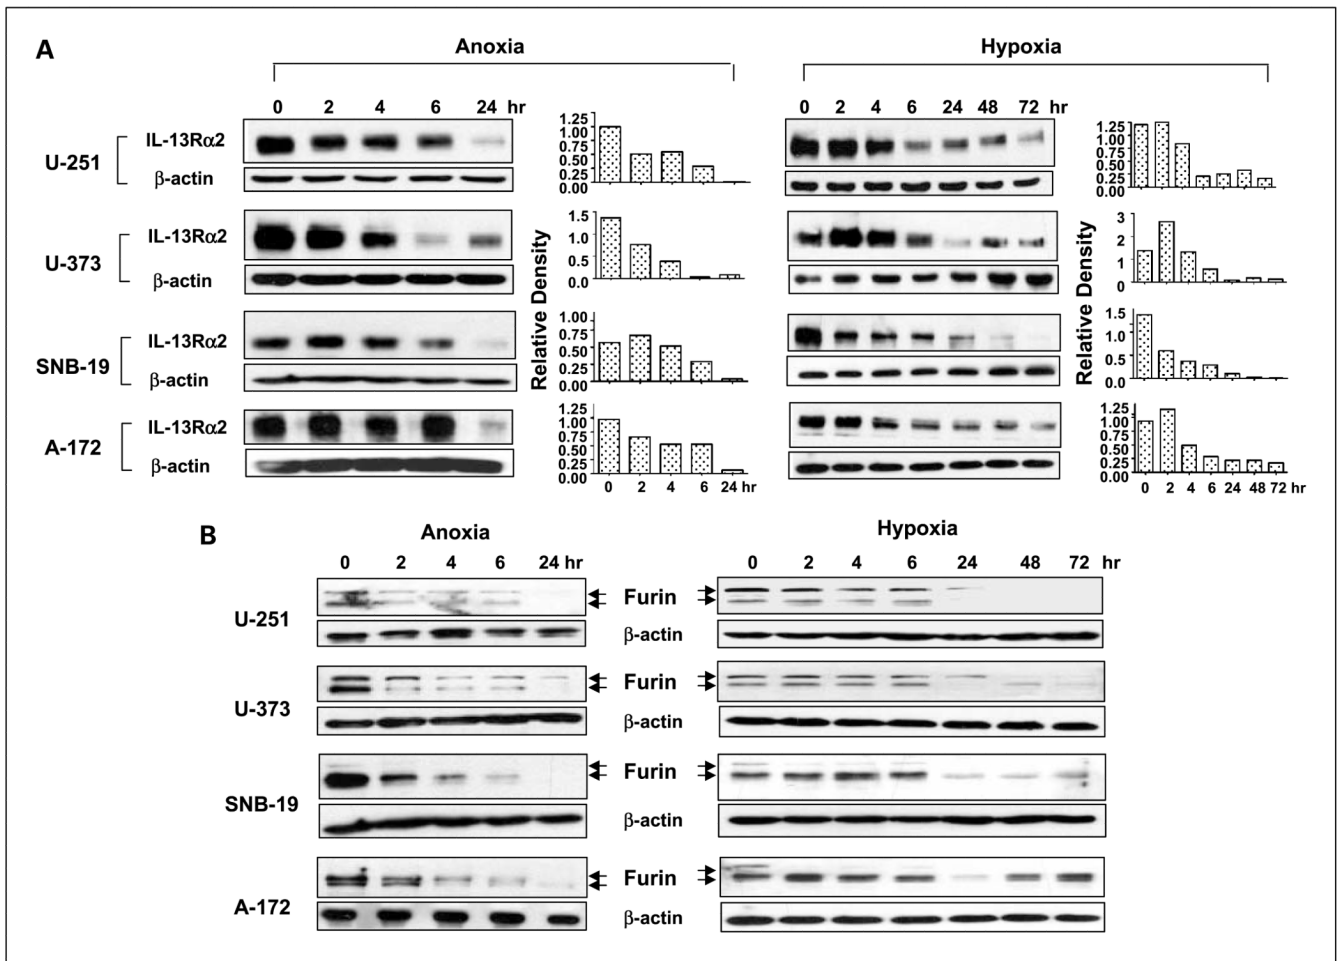 A
Anoxia
Hypoxia
0 2 4 6 24 hr
0 2 4 6 24 48 72 hr
U-251
IL-13Rα2
β-actin
1.25
1.00
0.75
0.50
0.25
0.00
1.25
1.00
0.75
0.50
0.25
0.00
U-373
IL-13Rα2
β-actin
1.5
1.0
0.5
0.0
3
2
1
0
SNB-19
IL-13Rα2
β-actin
1.00
0.75
0.50
0.25
0.00
1.5
1.0
0.5
0.0
A-172
IL-13Rα2
β-actin
1.25
1.00
0.75
0.50
0.25
0.00
1.25
1.00
0.75
0.50
0.25
0.00
Relative Density
Relative Density
0 2 4 6 24 hr
0 2 4 6 24 48 72 hr
B
Anoxia
Hypoxia
0 2 4 6 24 hr
0 2 4 6 24 48 72 hr
U-251
Furin
β-actin
U-373
Furin
β-actin
SNB-19
Furin
β-actin
A-172
Furin
β-actin